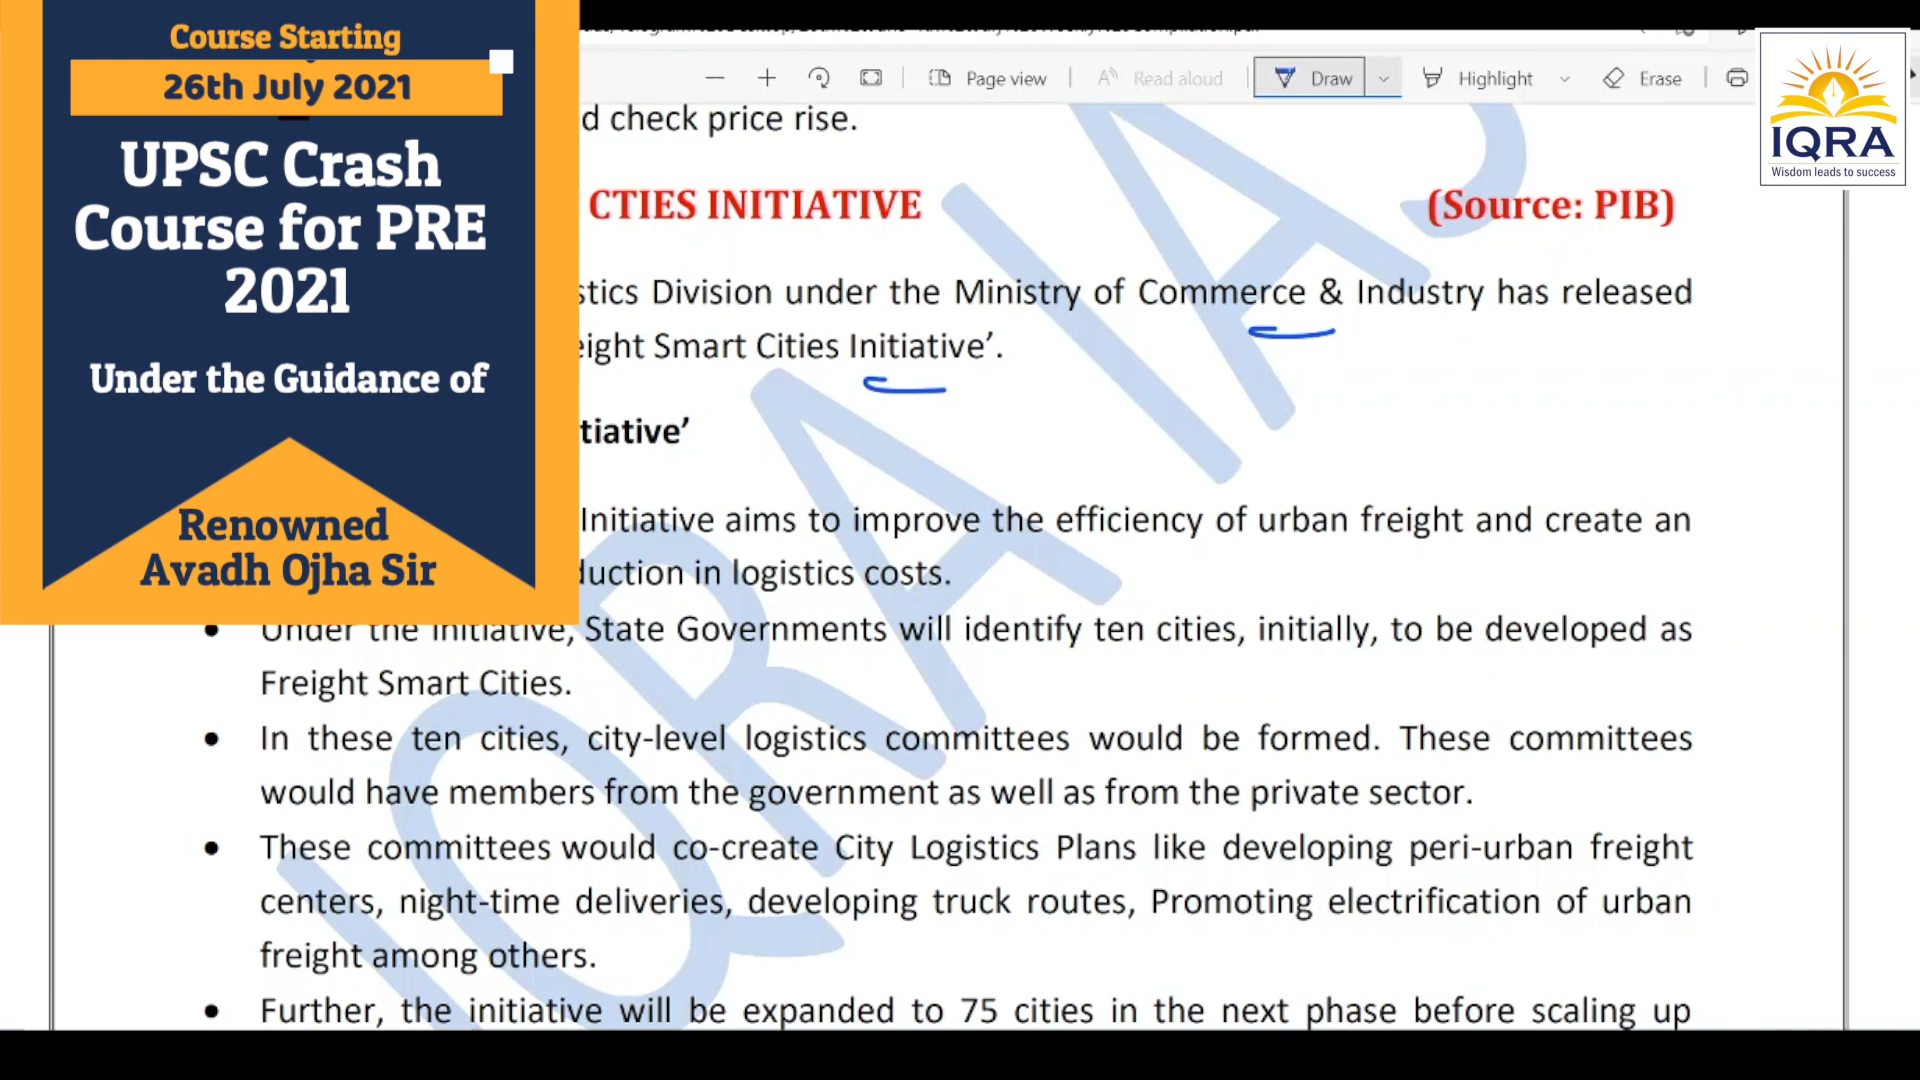 Course Starting
26th July 2021
UPSC Crash
Course for PRE
2021
Under the Guidance of
Renowned
Avadh Ojha Sir
Page view
Read aloud
Draw
Highlight
Erase
IQRA
Wisdom leads to success
d check price rise.
CTIES INITIATIVE (Source: PIB)
stics Division under the Ministry of Commerce & Industry has released
eight Smart Cities Initiative’.
tiative’
Initiative aims to improve the efficiency of urban freight and create an
duction in logistics costs.
• Under the Initiative, State Governments will identify ten cities, initially, to be developed as
Freight Smart Cities.
• In these ten cities, city-level logistics committees would be formed. These committees
would have members from the government as well as from the private sector.
• These committees would co-create City Logistics Plans like developing peri-urban freight
centers, night-time deliveries, developing truck routes, Promoting electrification of urban
freight among others.
• Further, the initiative will be expanded to 75 cities in the next phase before scaling up
IQRA IAS